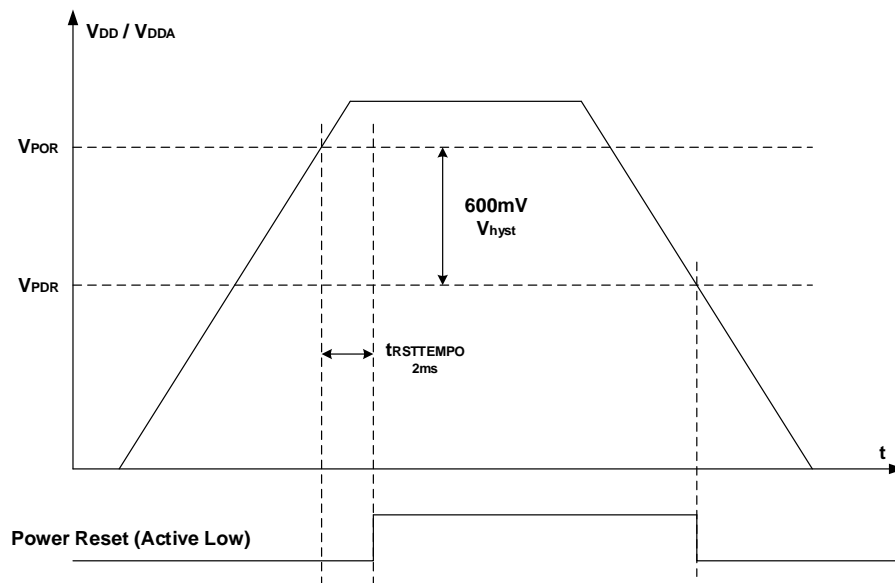 VDD / VDDA
VPOR
600mV
Vhyst
VPDR
tRSTTEMPO
2ms
t
Power Reset (Active Low)